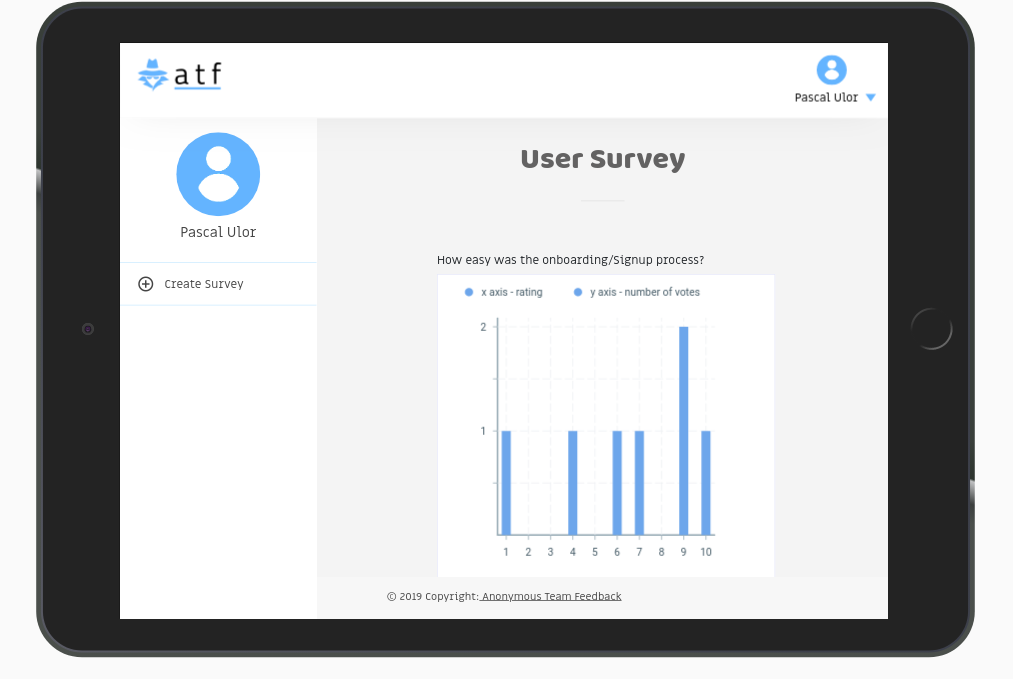 atf
Pascal Ulor
Pascal Ulor
Create Survey
User Survey
How easy was the onboarding/Signup process?
x axis - rating y axis - number of votes
2
1
1 2 3 4 5 6 7 8 9 10
© 2019 Copyright: Anonymous Team Feedback